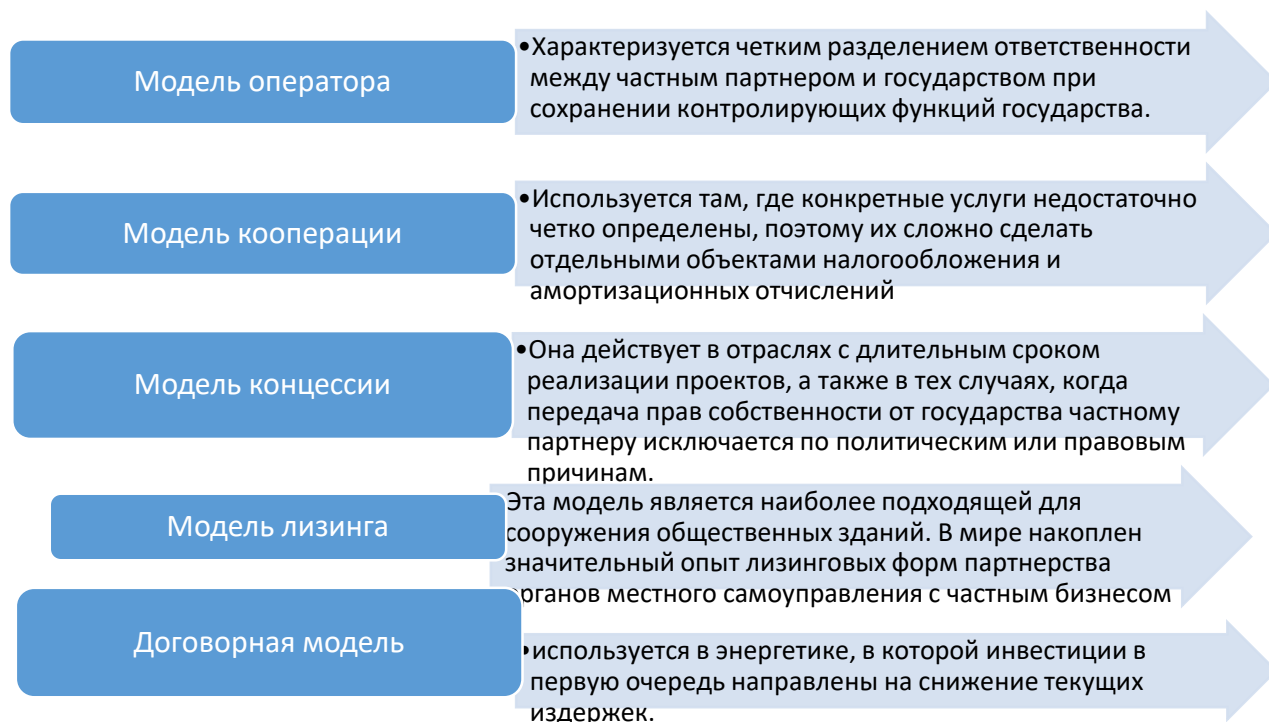 Модель оператора
•Характеризуется четким разделением ответственности
между частным партнером и государством при
сохранении контролирующих функций государства.
Модель кооперации
•Используется там, где конкретные услуги недостаточно
четко определены, поэтому их сложно сделать
отдельными объектами налогообложения и
амортизационных отчислений
Модель концессии
•Она действует в отраслях с длительным сроком
реализации проектов, а также в тех случаях, когда
передача прав собственности от государства частному
партнеру исключается по политическим или правовым
причинам.
Модель лизинга
Эта модель является наиболее подходящей для
сооружения общественных зданий. В мире накоплен
значительный опыт лизинговых форм партнерства
органов местного самоуправления с частным бизнесом
Договорная модель
•используется в энергетике, в которой инвестиции в
первую очередь направлены на снижение текущих
издержек.